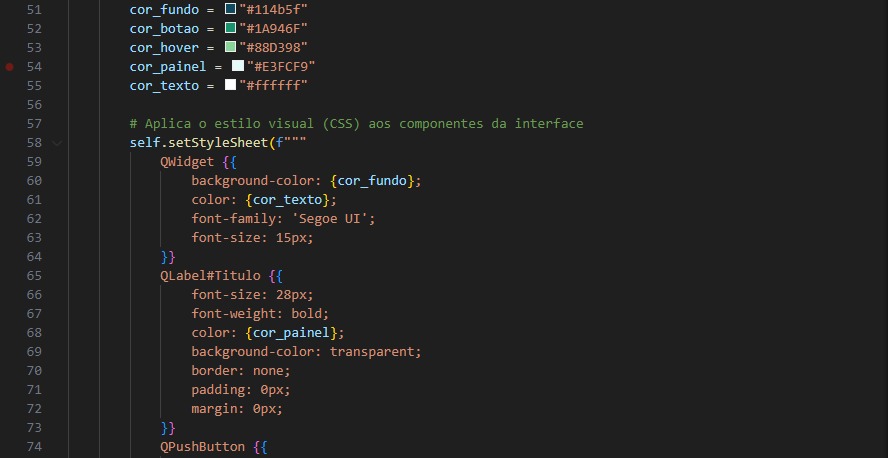 51 cor_fundo = "#114b5f"
52 cor_botao = "#1A946F"
53 cor_hover = "#88D398"
54 cor_painel = "#E3FCF9"
55 cor_texto = "#ffffff"
56
57 # Aplica o estilo visual (CSS) aos componentes da interface
58 self.setStyleSheet(f"""
59 QWidget {{
60 background-color: {cor_fundo};
61 color: {cor_texto};
62 font-family: 'Segoe UI';
63 font-size: 15px;
64 }}
65 QLabel#Titulo {{
66 font-size: 28px;
67 font-weight: bold;
68 color: {cor_painel};
69 background-color: transparent;
70 border: none;
71 padding: 0px;
72 margin: 0px;
73 }}
74 QPushButton {{